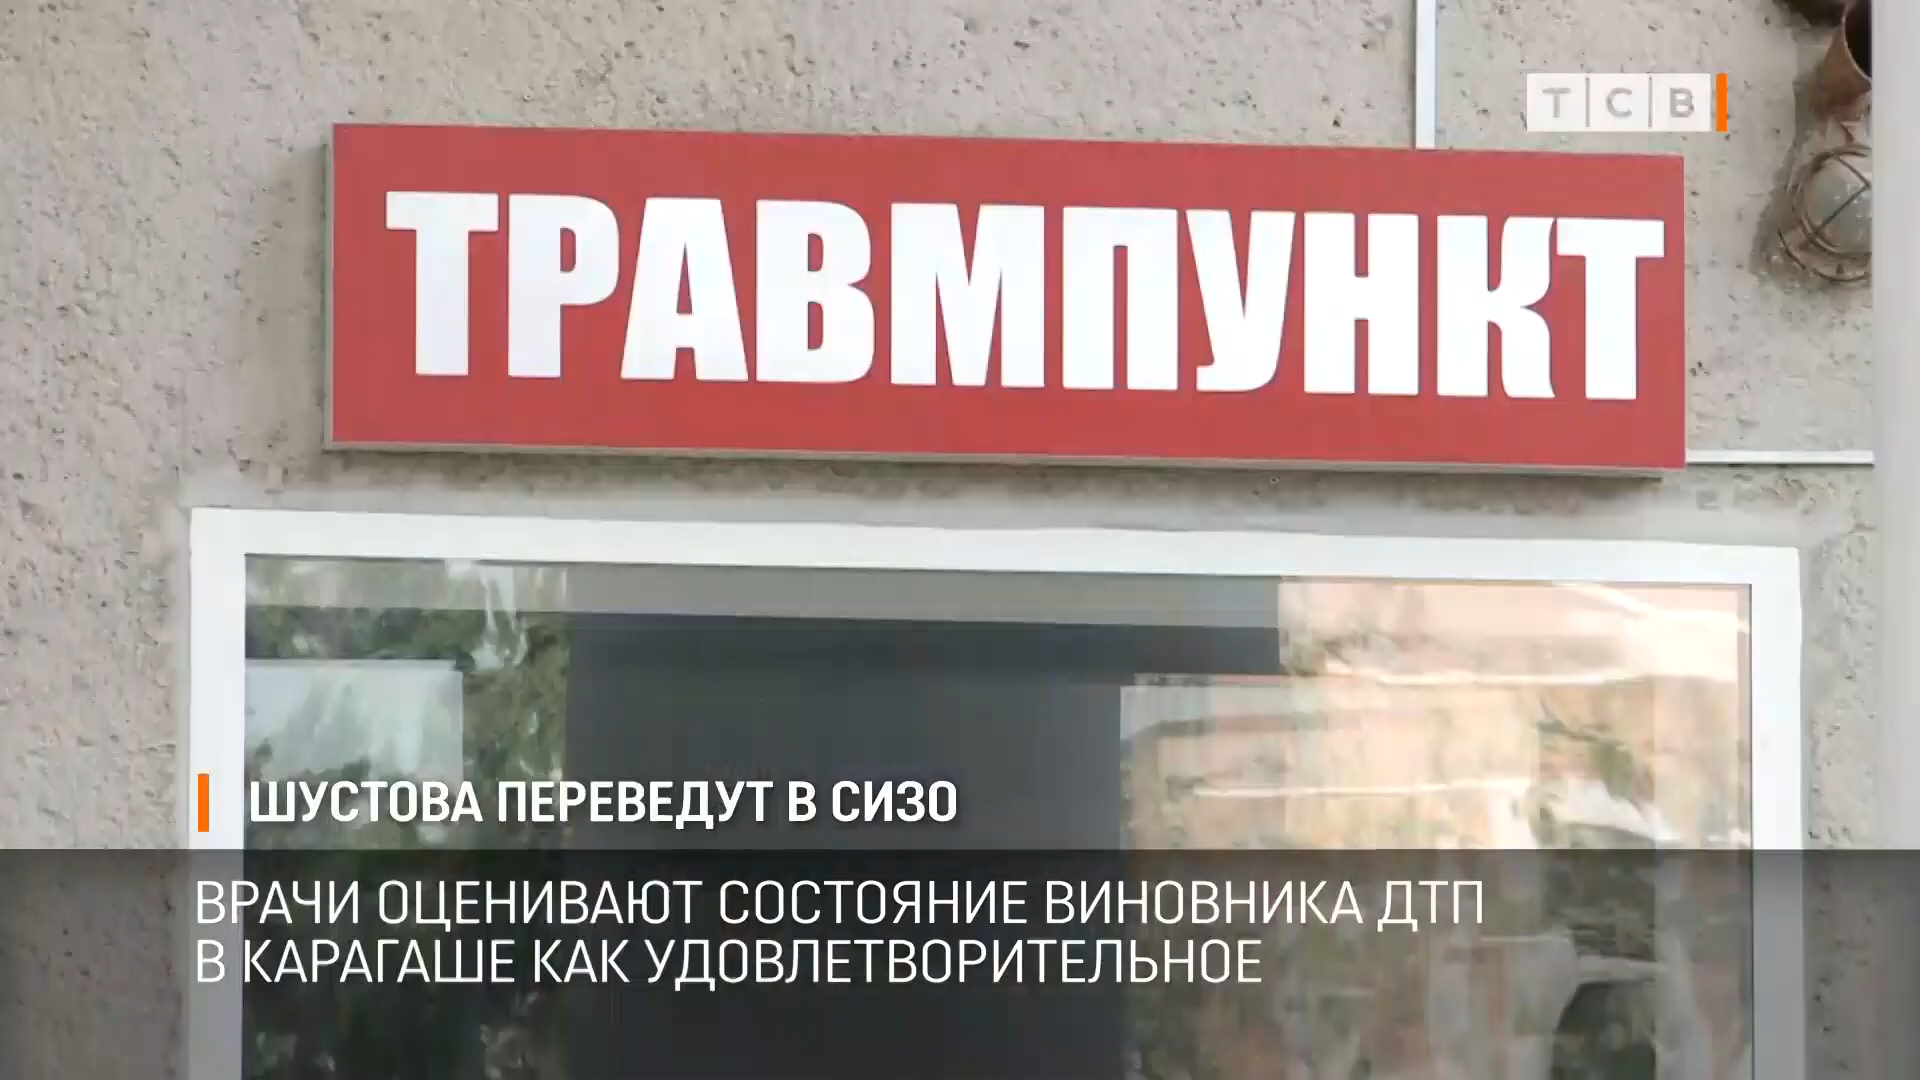 ТСВ
ТРАВМПУНКТ
ШУСТОВА ПЕРЕВЕДУТ В СИЗО
ВРАЧИ ОЦЕНИВАЮТ СОСТОЯНИЕ ВИНОВНИКА ДТП
В КАРАГАШЕ КАК УДОВЛЕТВОРИТЕЛЬНОЕ